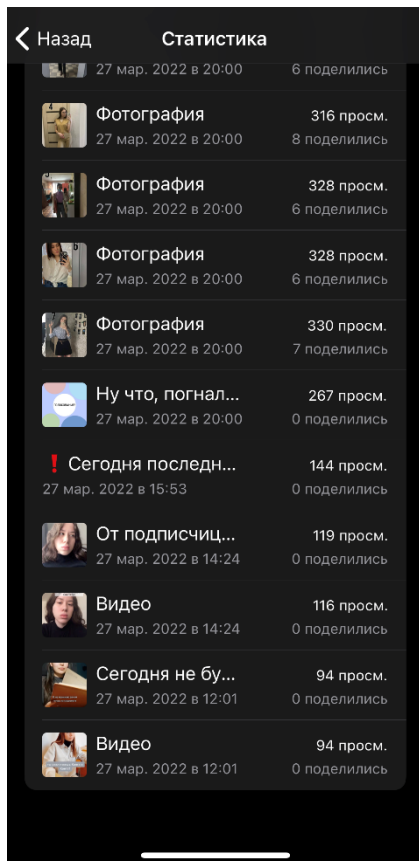 Назад
Статистика
27 мар. 2022 в 20:00
6 поделились
Фотография
316 просм.
27 мар. 2022 в 20:00
8 поделились
Фотография
328 просм.
27 мар. 2022 в 20:00
6 поделились
Фотография
328 просм.
27 мар. 2022 в 20:00
6 поделились
Фотография
330 просм.
27 мар. 2022 в 20:00
7 поделились
Ну что, погнал...
267 просм.
27 мар. 2022 в 20:00
0 поделились
❗ Сегодня последн...
144 просм.
27 мар. 2022 в 15:53
0 поделились
От подписчиц...
119 просм.
27 мар. 2022 в 14:24
0 поделились
Видео
116 просм.
27 мар. 2022 в 14:24
0 поделились
Сегодня не бу...
94 просм.
27 мар. 2022 в 12:01
0 поделились
Видео
94 просм.
27 мар. 2022 в 12:01
0 поделились